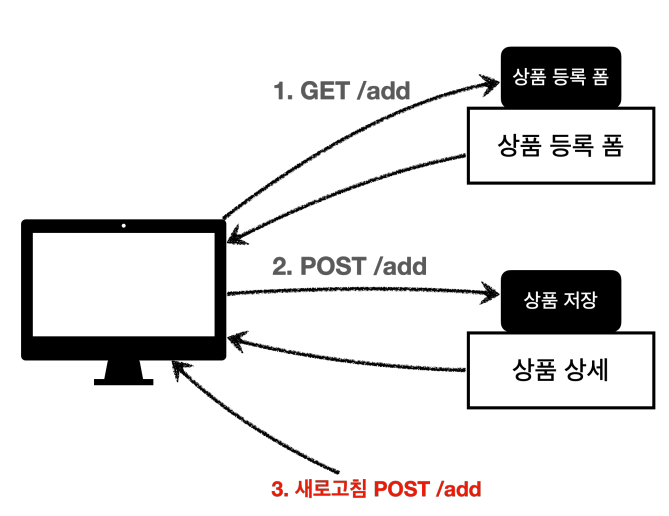 상품 등록 폼
1. GET /add
상품 등록 폼
2. POST /add
상품 저장
상품 상세
3. 새로고침 POST /add